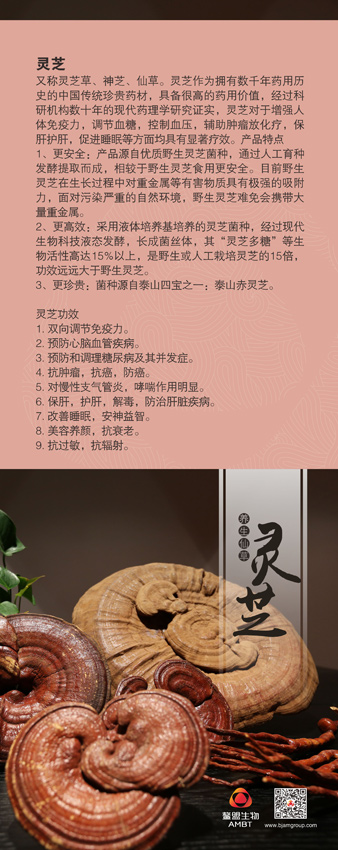 灵芝
又称灵芝草、神芝、仙草。灵芝作为拥有数千年药用历
史的中国传统珍贵药材，具备很高的药用价值，经过科
研机构数十年的现代药理学研究证实，灵芝对于增强人
体免疫力，调节血糖，控制血压，辅助肿瘤放化疗，保
肝护肝，促进睡眠等方面均具有显著疗效。产品特点
1、更安全；产品源自优质野生灵芝菌种，通过人工育种
发酵提取而成，相较于野生灵芝食用更安全。目前野生
灵芝在生长过程中对重金属等有害物质具有极强的吸附
力，面对污染严重的自然环境，野生灵芝难免会携带大
量重金属。
2、更高效；采用液体培养基培养的灵芝菌种，经过现代
生物科技液态发酵，长成菌丝体，其“灵芝多糖”等生
物活性高达15%以上，是野生或人工栽培灵芝的15倍，
功效远远大于野生灵芝。
3、更珍贵；菌种源自泰山四宝之一；泰山赤灵芝。
灵芝功效
1. 双向调节免疫力。
2. 预防心脑血管疾病。
3. 预防和调理糖尿病及其并发症。
4. 抗肿瘤，抗癌，防癌。
5. 对慢性支气管炎，哮喘作用明显。
6. 保肝，护肝，解毒，防治肝脏疾病。
7. 改善睡眠，安神益智。
8. 美容养颜，抗衰老。
9. 抗过敏，抗辐射。
养生仙草
灵芝
AMBT
www.bjamgroup.com